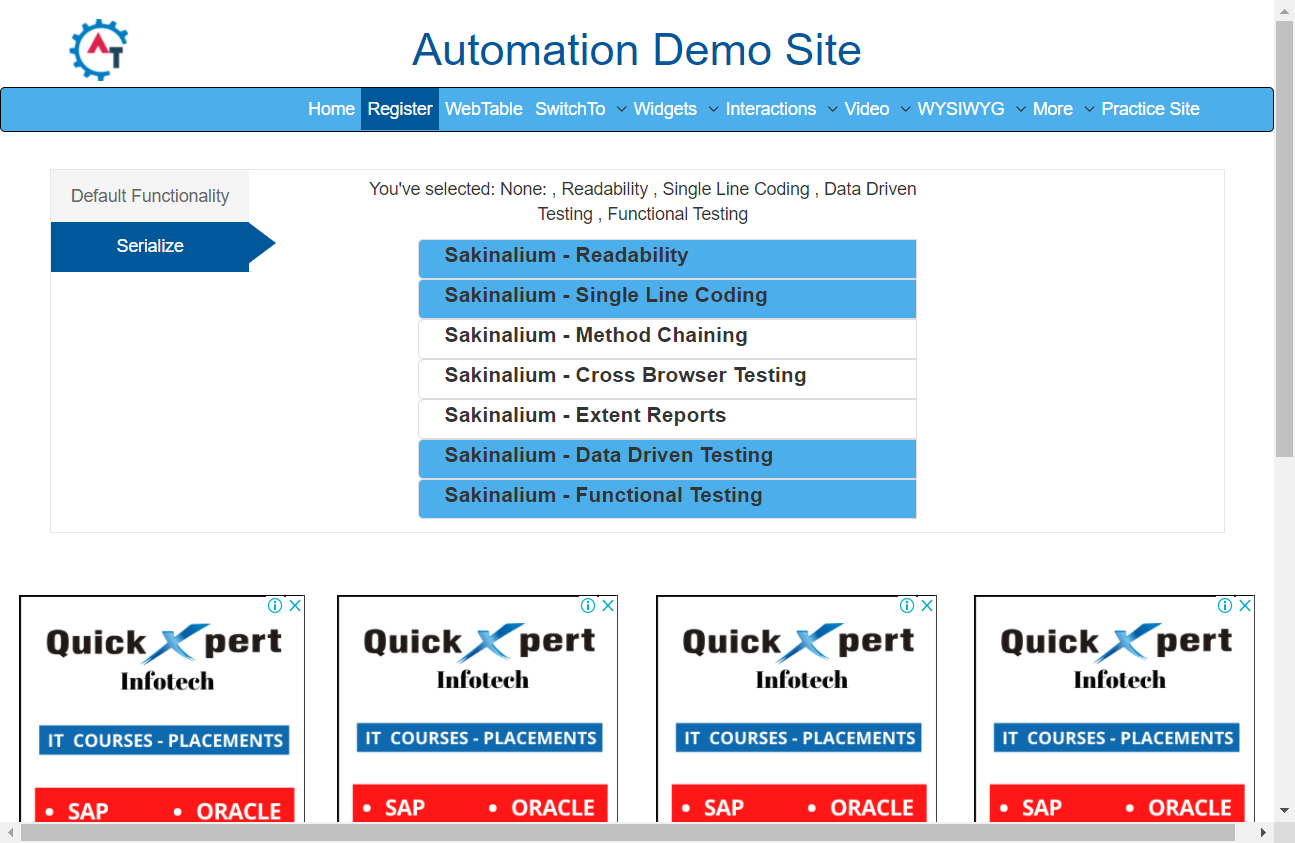 AT
Automation Demo Site
Home Register WebTable SwitchTo Widgets Interactions Video WYSIWYG More Practice Site
Default Functionality
Serialize
You've selected: None: , Readability , Single Line Coding , Data Driven
Testing , Functional Testing
Sakinalium - Readability
Sakinalium - Single Line Coding
Sakinalium - Method Chaining
Sakinalium - Cross Browser Testing
Sakinalium - Extent Reports
Sakinalium - Data Driven Testing
Sakinalium - Functional Testing
QuickXpert
Infotech
IT COURSES - PLACEMENTS
• SAP • ORACLE
QuickXpert
Infotech
IT COURSES - PLACEMENTS
• SAP • ORACLE
QuickXpert
Infotech
IT COURSES - PLACEMENTS
• SAP • ORACLE
QuickXpert
Infotech
IT COURSES - PLACEMENTS
• SAP • ORACLE